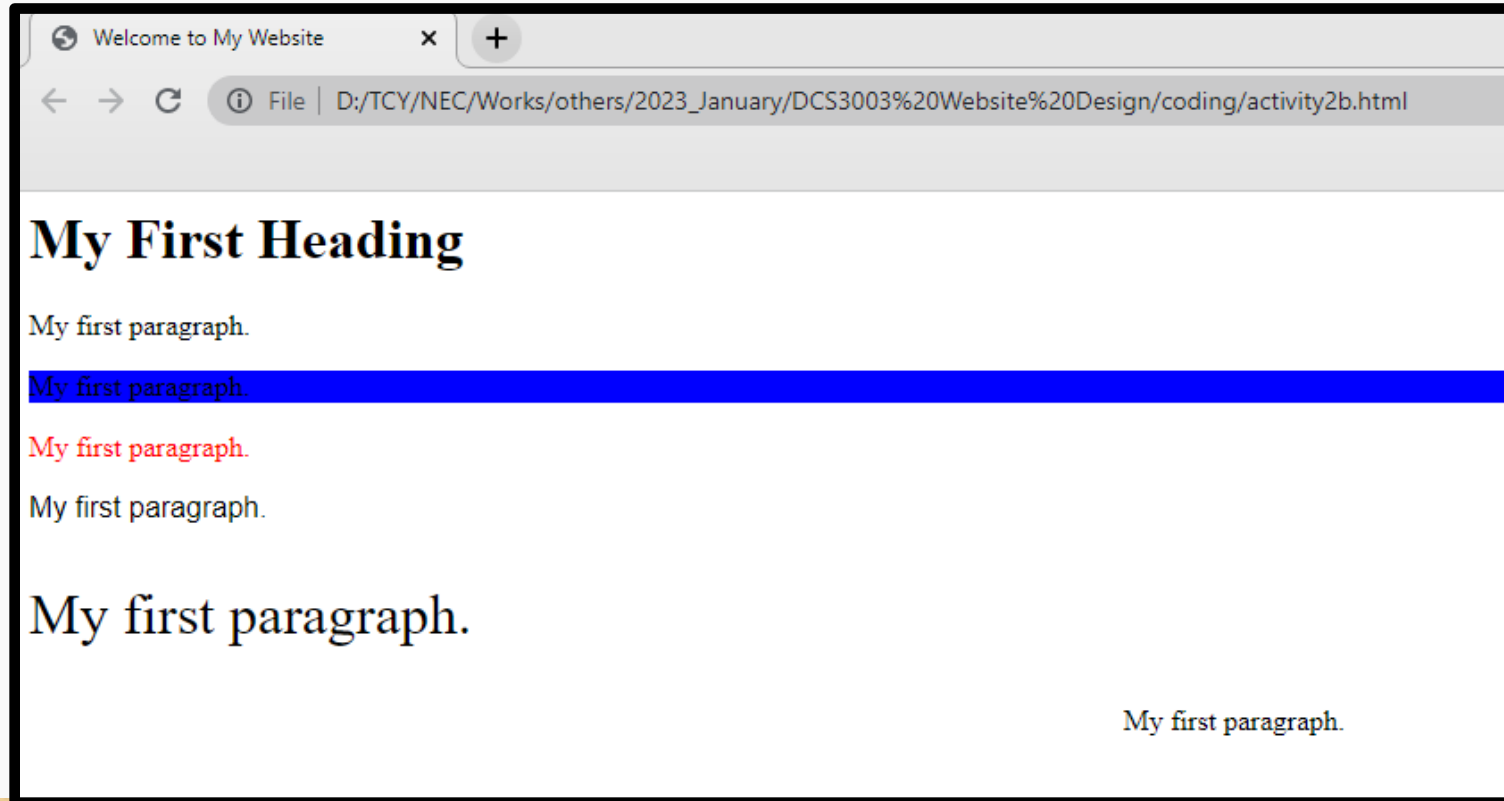 Welcome to My Website
File | D:/TCY/NEC/Works/others/2023_January/DCS3003%20Website%20Design/coding/activity2b.html
My First Heading
My first paragraph.
My first paragraph.
My first paragraph.
My first paragraph.
My first paragraph.
My first paragraph.